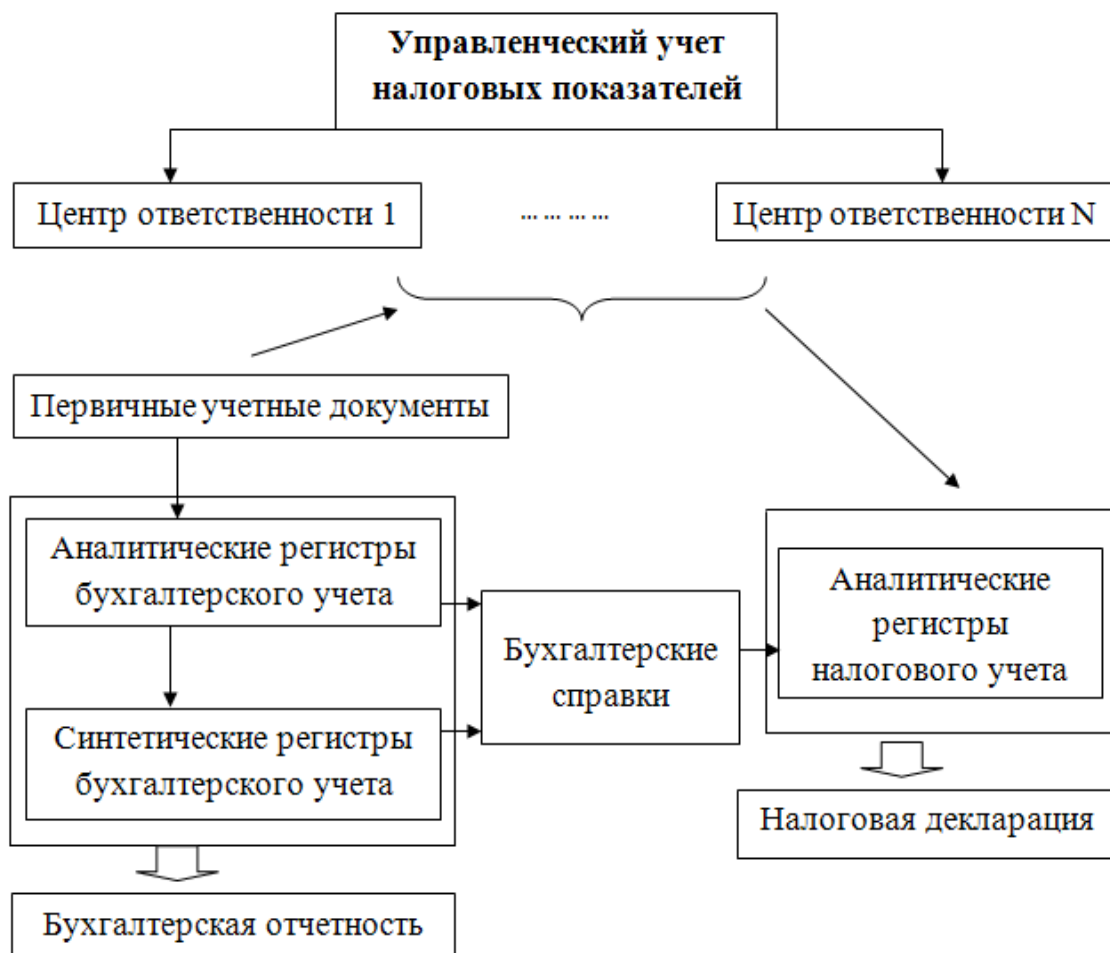 Управленческий учет
налоговых показателей
Центр ответственности 1
... ... ... ...
Центр ответственности N
Первичные учетные документы
Аналитические регистры
бухгалтерского учета
Синтетические регистры
бухгалтерского учета
Бухгалтерские
справки
Аналитические
регистры
налогового учета
Налоговая декларация
Бухгалтерская отчетность